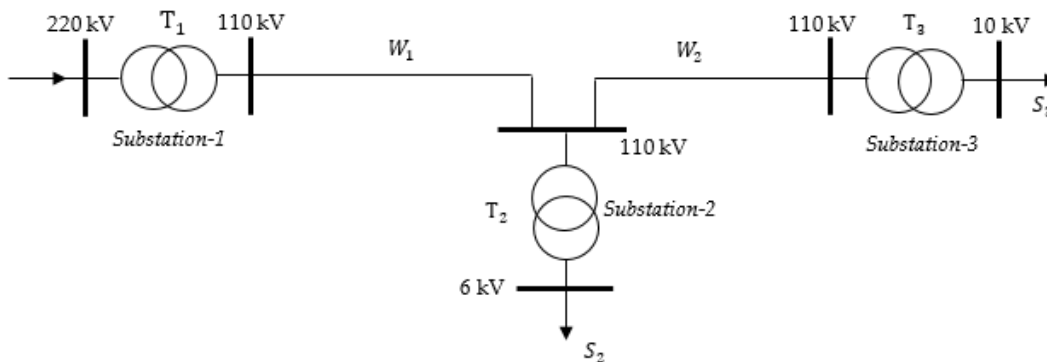 220 kV
T₁
110 kV
W₁
W₂
110 kV
T₃
10 kV
Substation-1
110 kV
Substation-3
T₂
Substation-2
6 kV
S₂